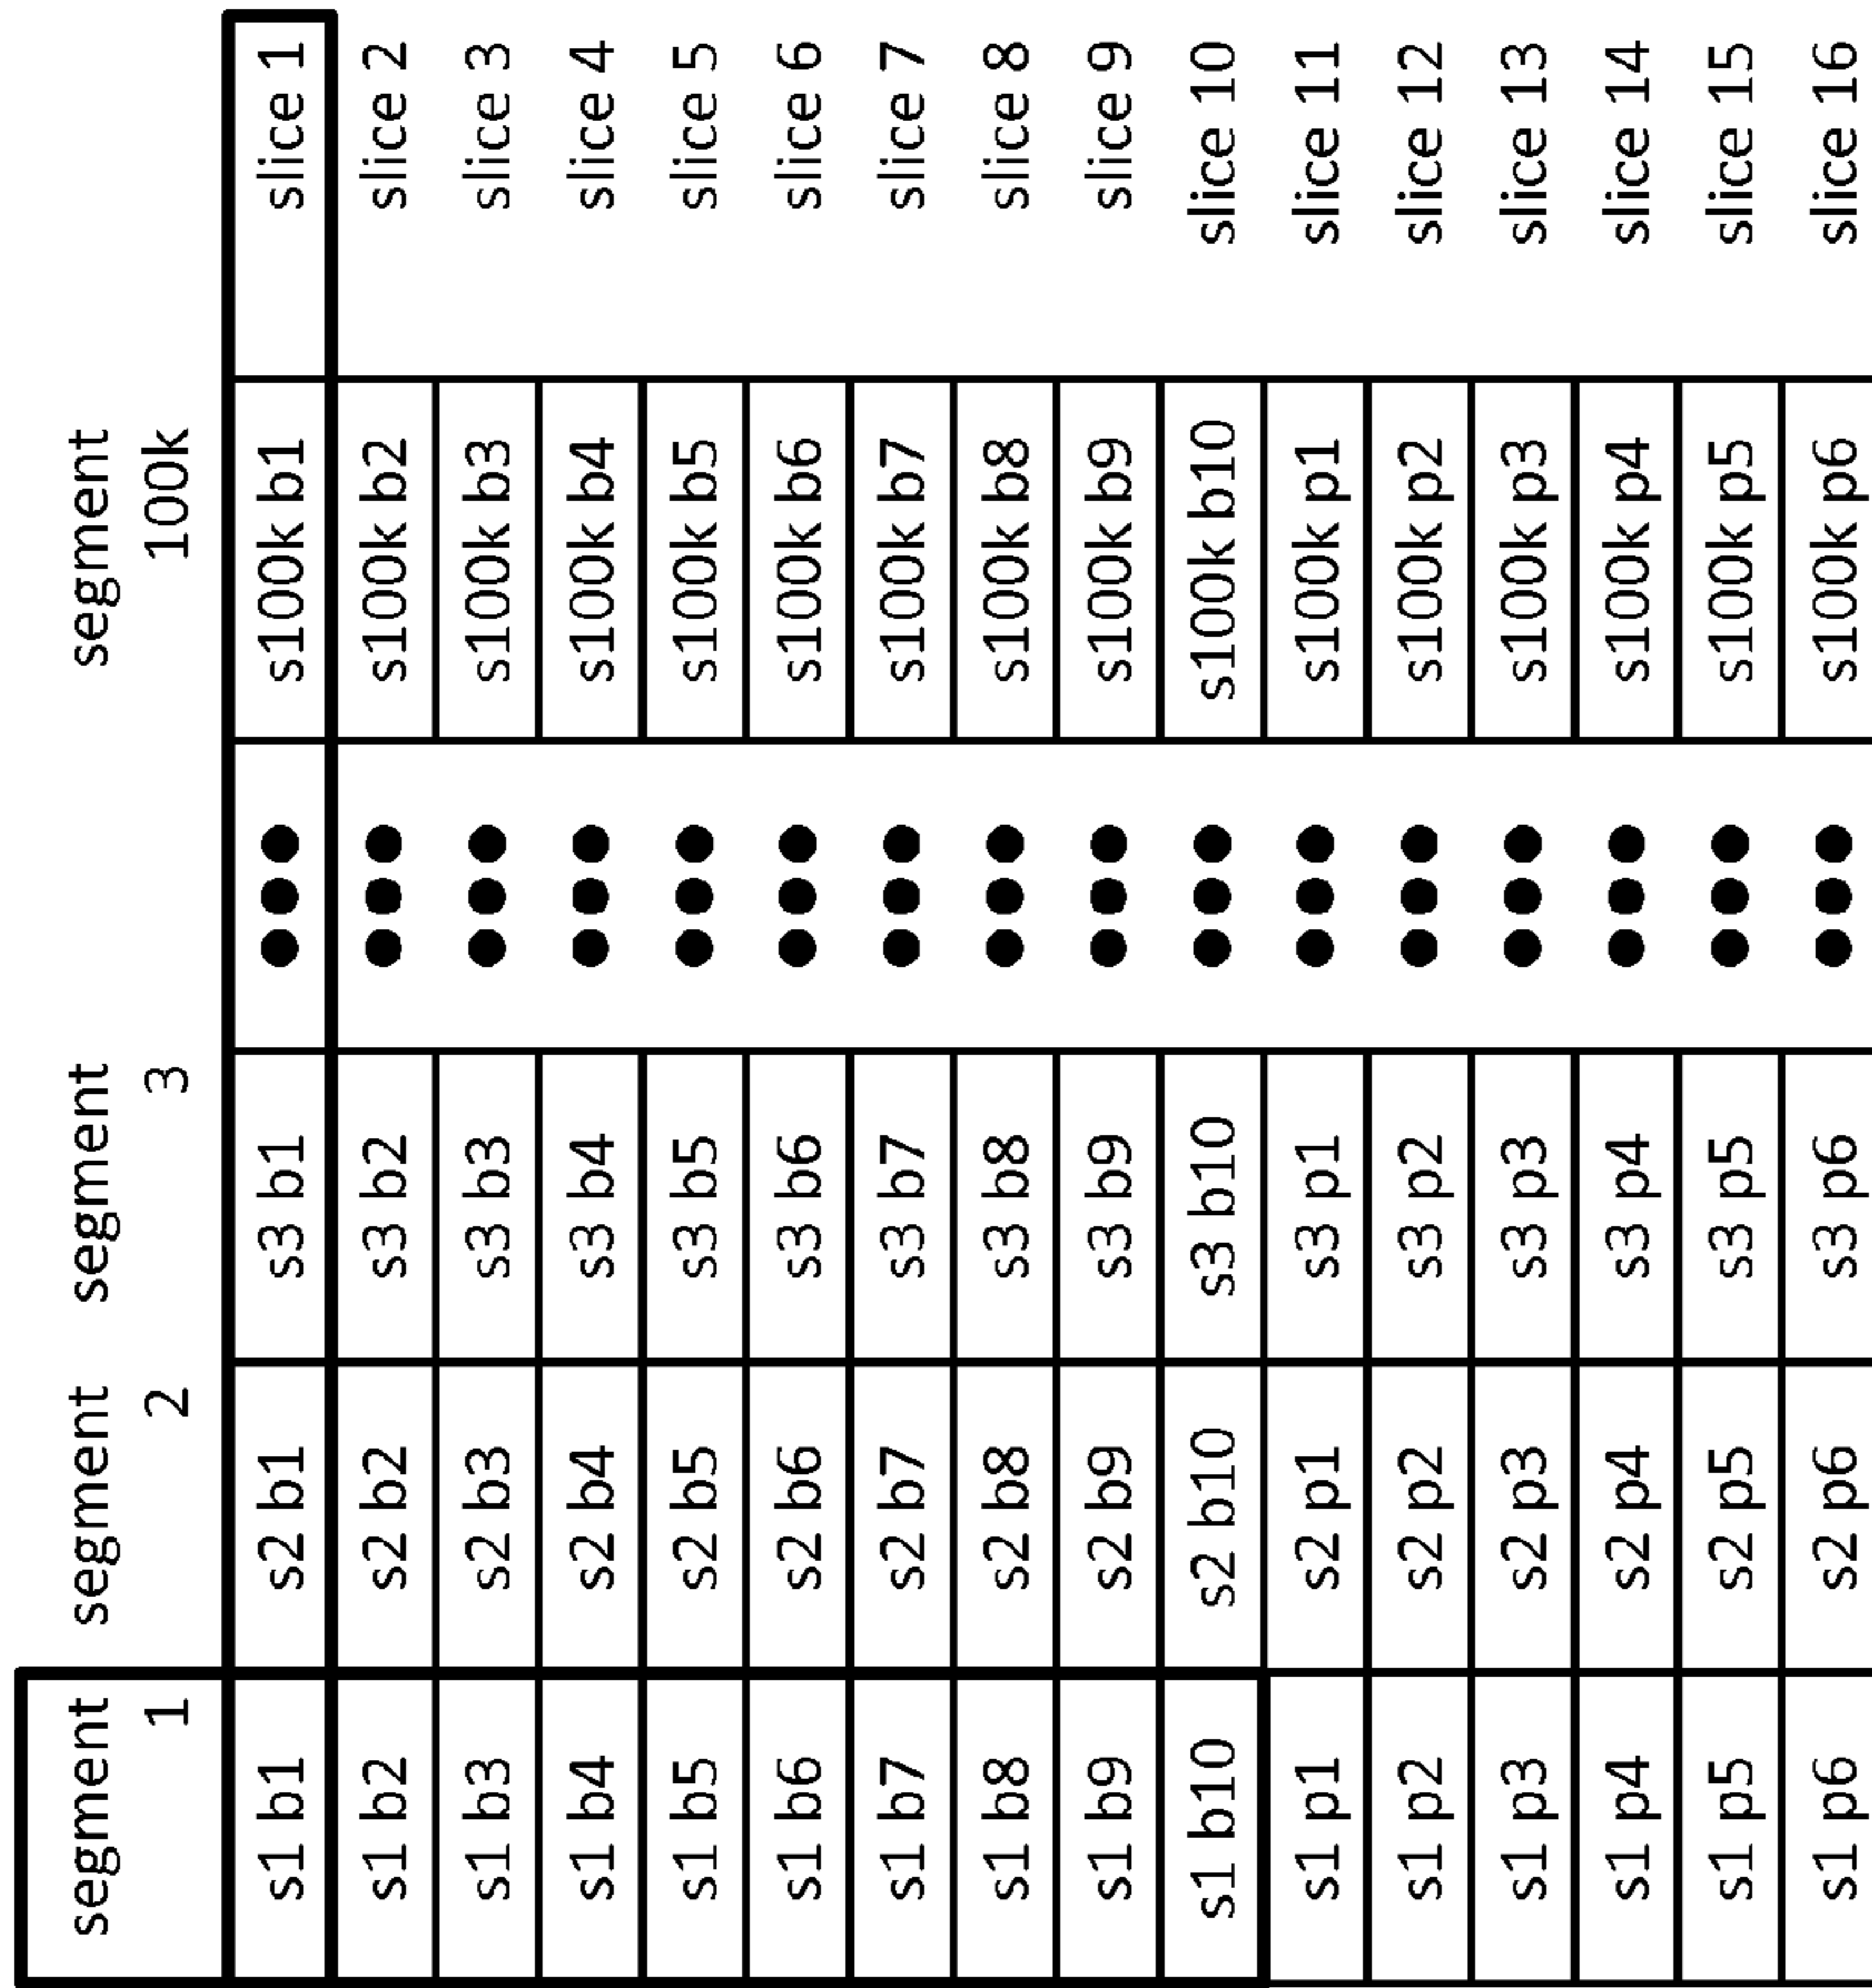 segment segment segment segment
1 2 3 100k
s1 b1 s2 b1 s3 b1 s100k b1 slice 1
s1 b2 s2 b2 s3 b2 s100k b2 slice 2
s1 b3 s2 b3 s3 b3 s100k b3 slice 3
s1 b4 s2 b4 s3 b4 s100k b4 slice 4
s1 b5 s2 b5 s3 b5 s100k b5 slice 5
s1 b6 s2 b6 s3 b6 s100k b6 slice 6
s1 b7 s2 b7 s3 b7 s100k b7 slice 7
s1 b8 s2 b8 s3 b8 s100k b8 slice 8
s1 b9 s2 b9 s3 b9 s100k b9 slice 9
s1 b10 s2 b10 s3 b10 s100k b10 slice 10
s1 p1 s2 p1 s3 p1 s100k p1 slice 11
s1 p2 s2 p2 s3 p2 s100k p2 slice 12
s1 p3 s2 p3 s3 p3 s100k p3 slice 13
s1 p4 s2 p4 s3 p4 s100k p4 slice 14
s1 p5 s2 p5 s3 p5 s100k p5 slice 15
s1 p6 s2 p6 s3 p6 s100k p6 slice 16